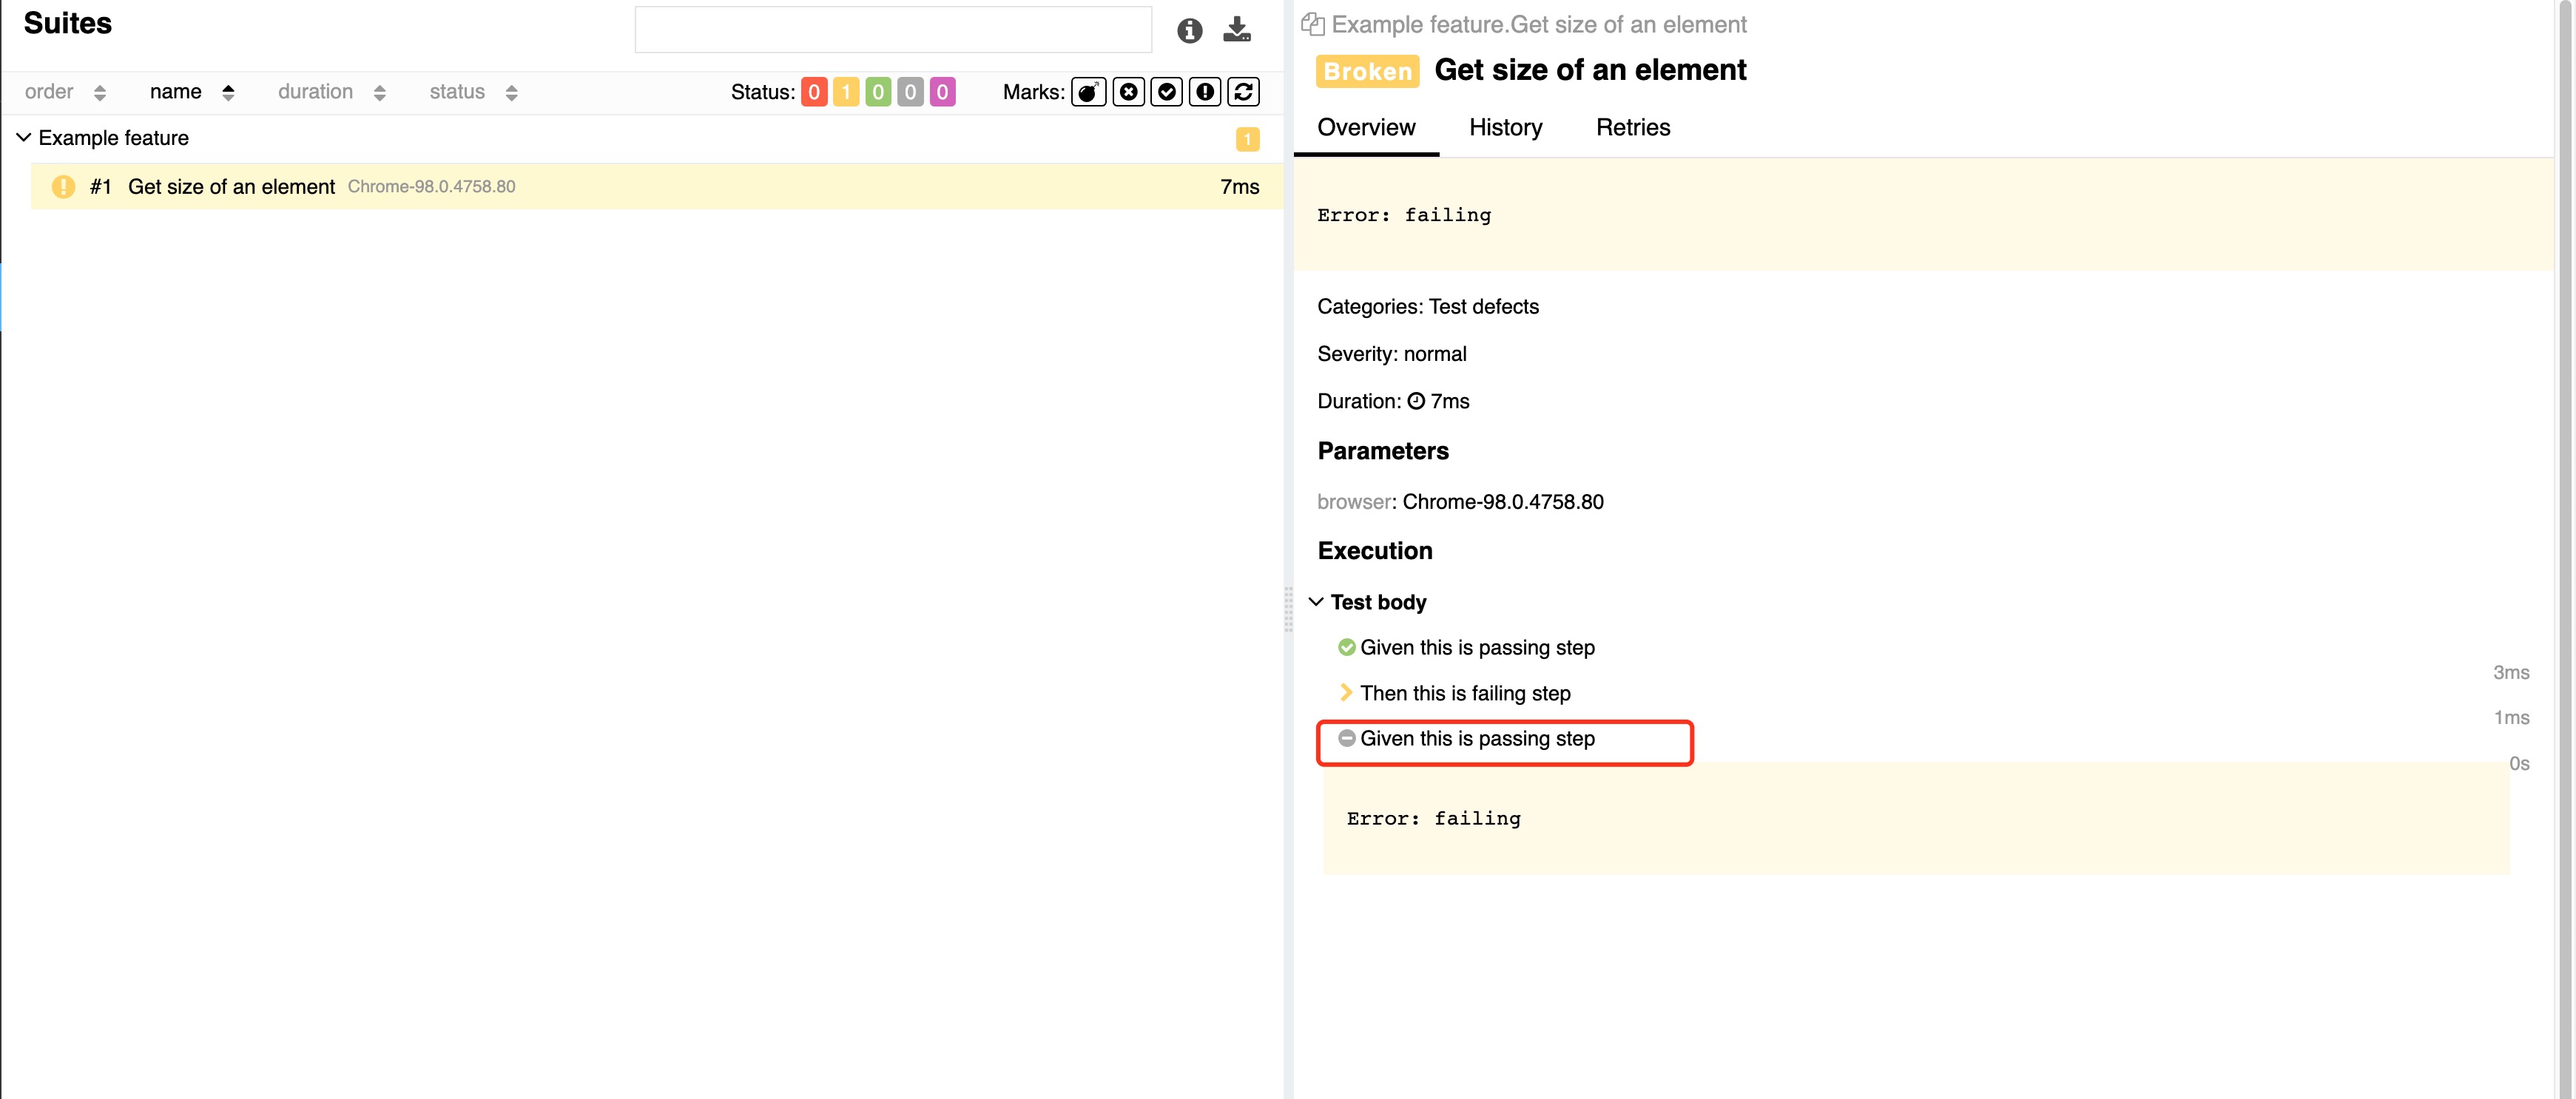 Suites
order name duration status Status: 0 1 0 0 0 Marks:
Example feature 1
#1 Get size of an element Chrome-98.0.4758.80 7ms
Example feature.Get size of an element
Broken Get size of an element
Overview History Retries
Error: failing
Categories: Test defects
Severity: normal
Duration: 7ms
Parameters
browser: Chrome-98.0.4758.80
Execution
Test body
Given this is passing step
3ms
Then this is failing step
1ms
Given this is passing step
0s
Error: failing